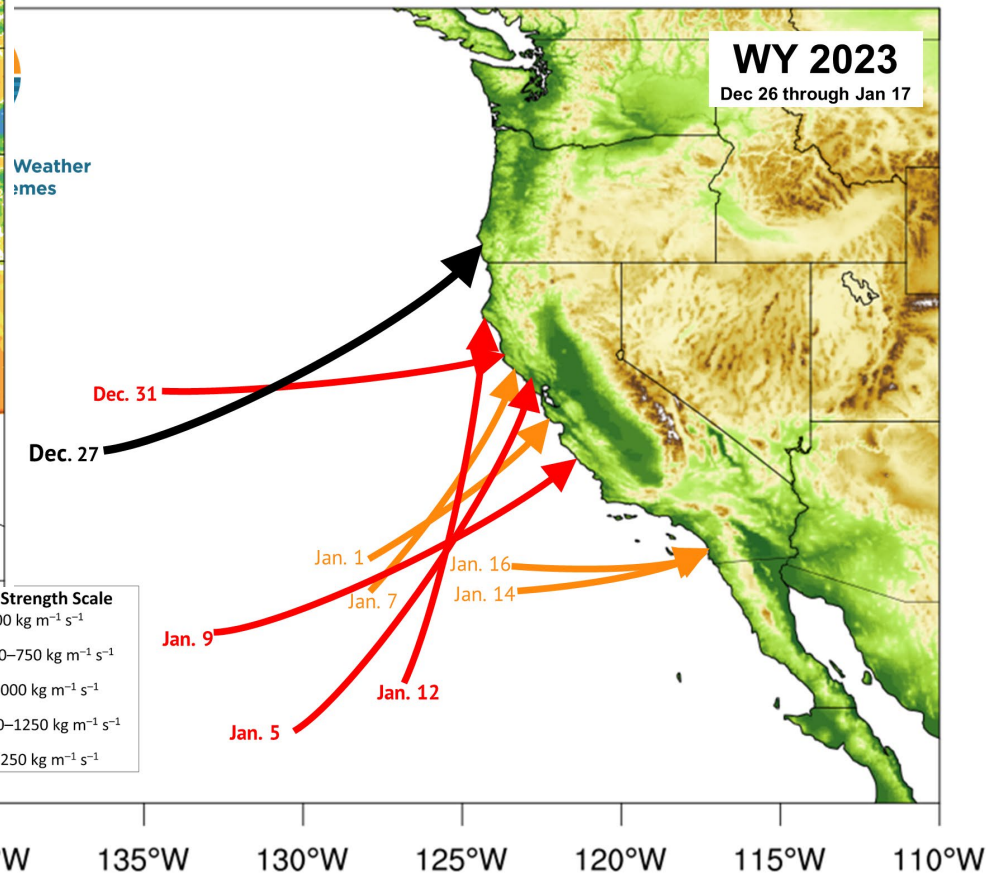 WY 2023
Dec 26 through Jan 17
Weather
emes
Dec. 31
Dec. 27
Jan. 1
Jan. 16
Jan. 7
Jan. 14
Jan. 9
Jan. 12
Jan. 5
Strength Scale
00 kg m⁻¹ s⁻¹
0–750 kg m⁻¹ s⁻¹
000 kg m⁻¹ s⁻¹
0–1250 kg m⁻¹ s⁻¹
250 kg m⁻¹ s⁻¹
°W 135°W 130°W 125°W 120°W 115°W 110°W